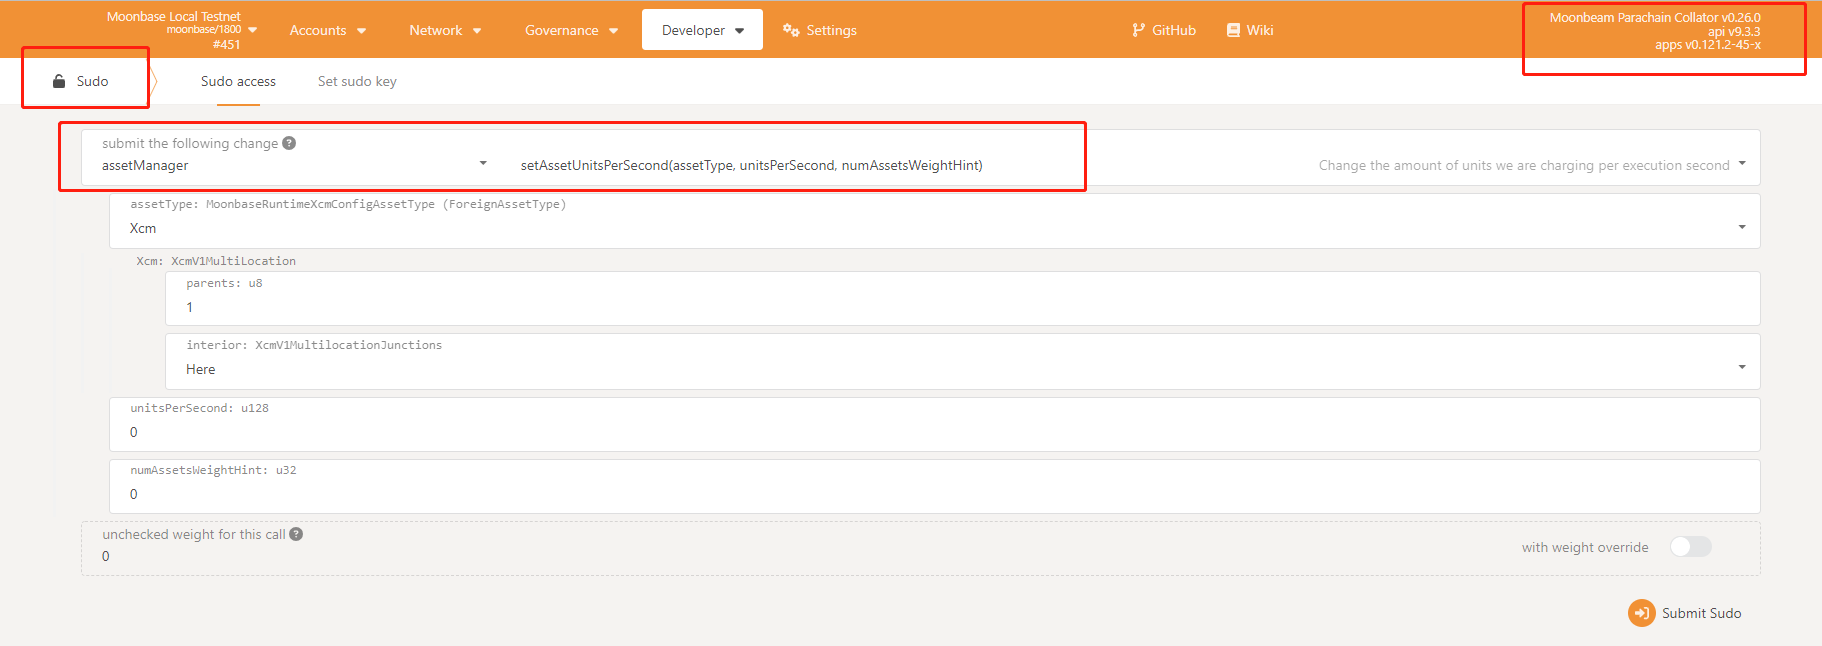 Moonbase Local Testnet
moonbase/1800
#451
Accounts
Network
Governance
Developer
Settings
GitHub
Wiki
Moonbeam Parachain Collator v0.26.0
api v9.3.3
apps v0.121.2-45-x
Sudo
Sudo access
Set sudo key
submit the following change ?
assetManager
setAssetUnitsPerSecond(assetType, unitsPerSecond, numAssetsWeightHint)
Change the amount of units we are charging per execution second
assetType: MoonbaseRuntimeXcmConfigAssetType (ForeignAssetType)
Xcm
Xcm: XcmV1MultiLocation
parents: u8
1
interior: XcmV1MultilocationJunctions
Here
unitsPerSecond: u128
0
numAssetsWeightHint: u32
0
unchecked weight for this call ?
0
with weight override
Submit Sudo